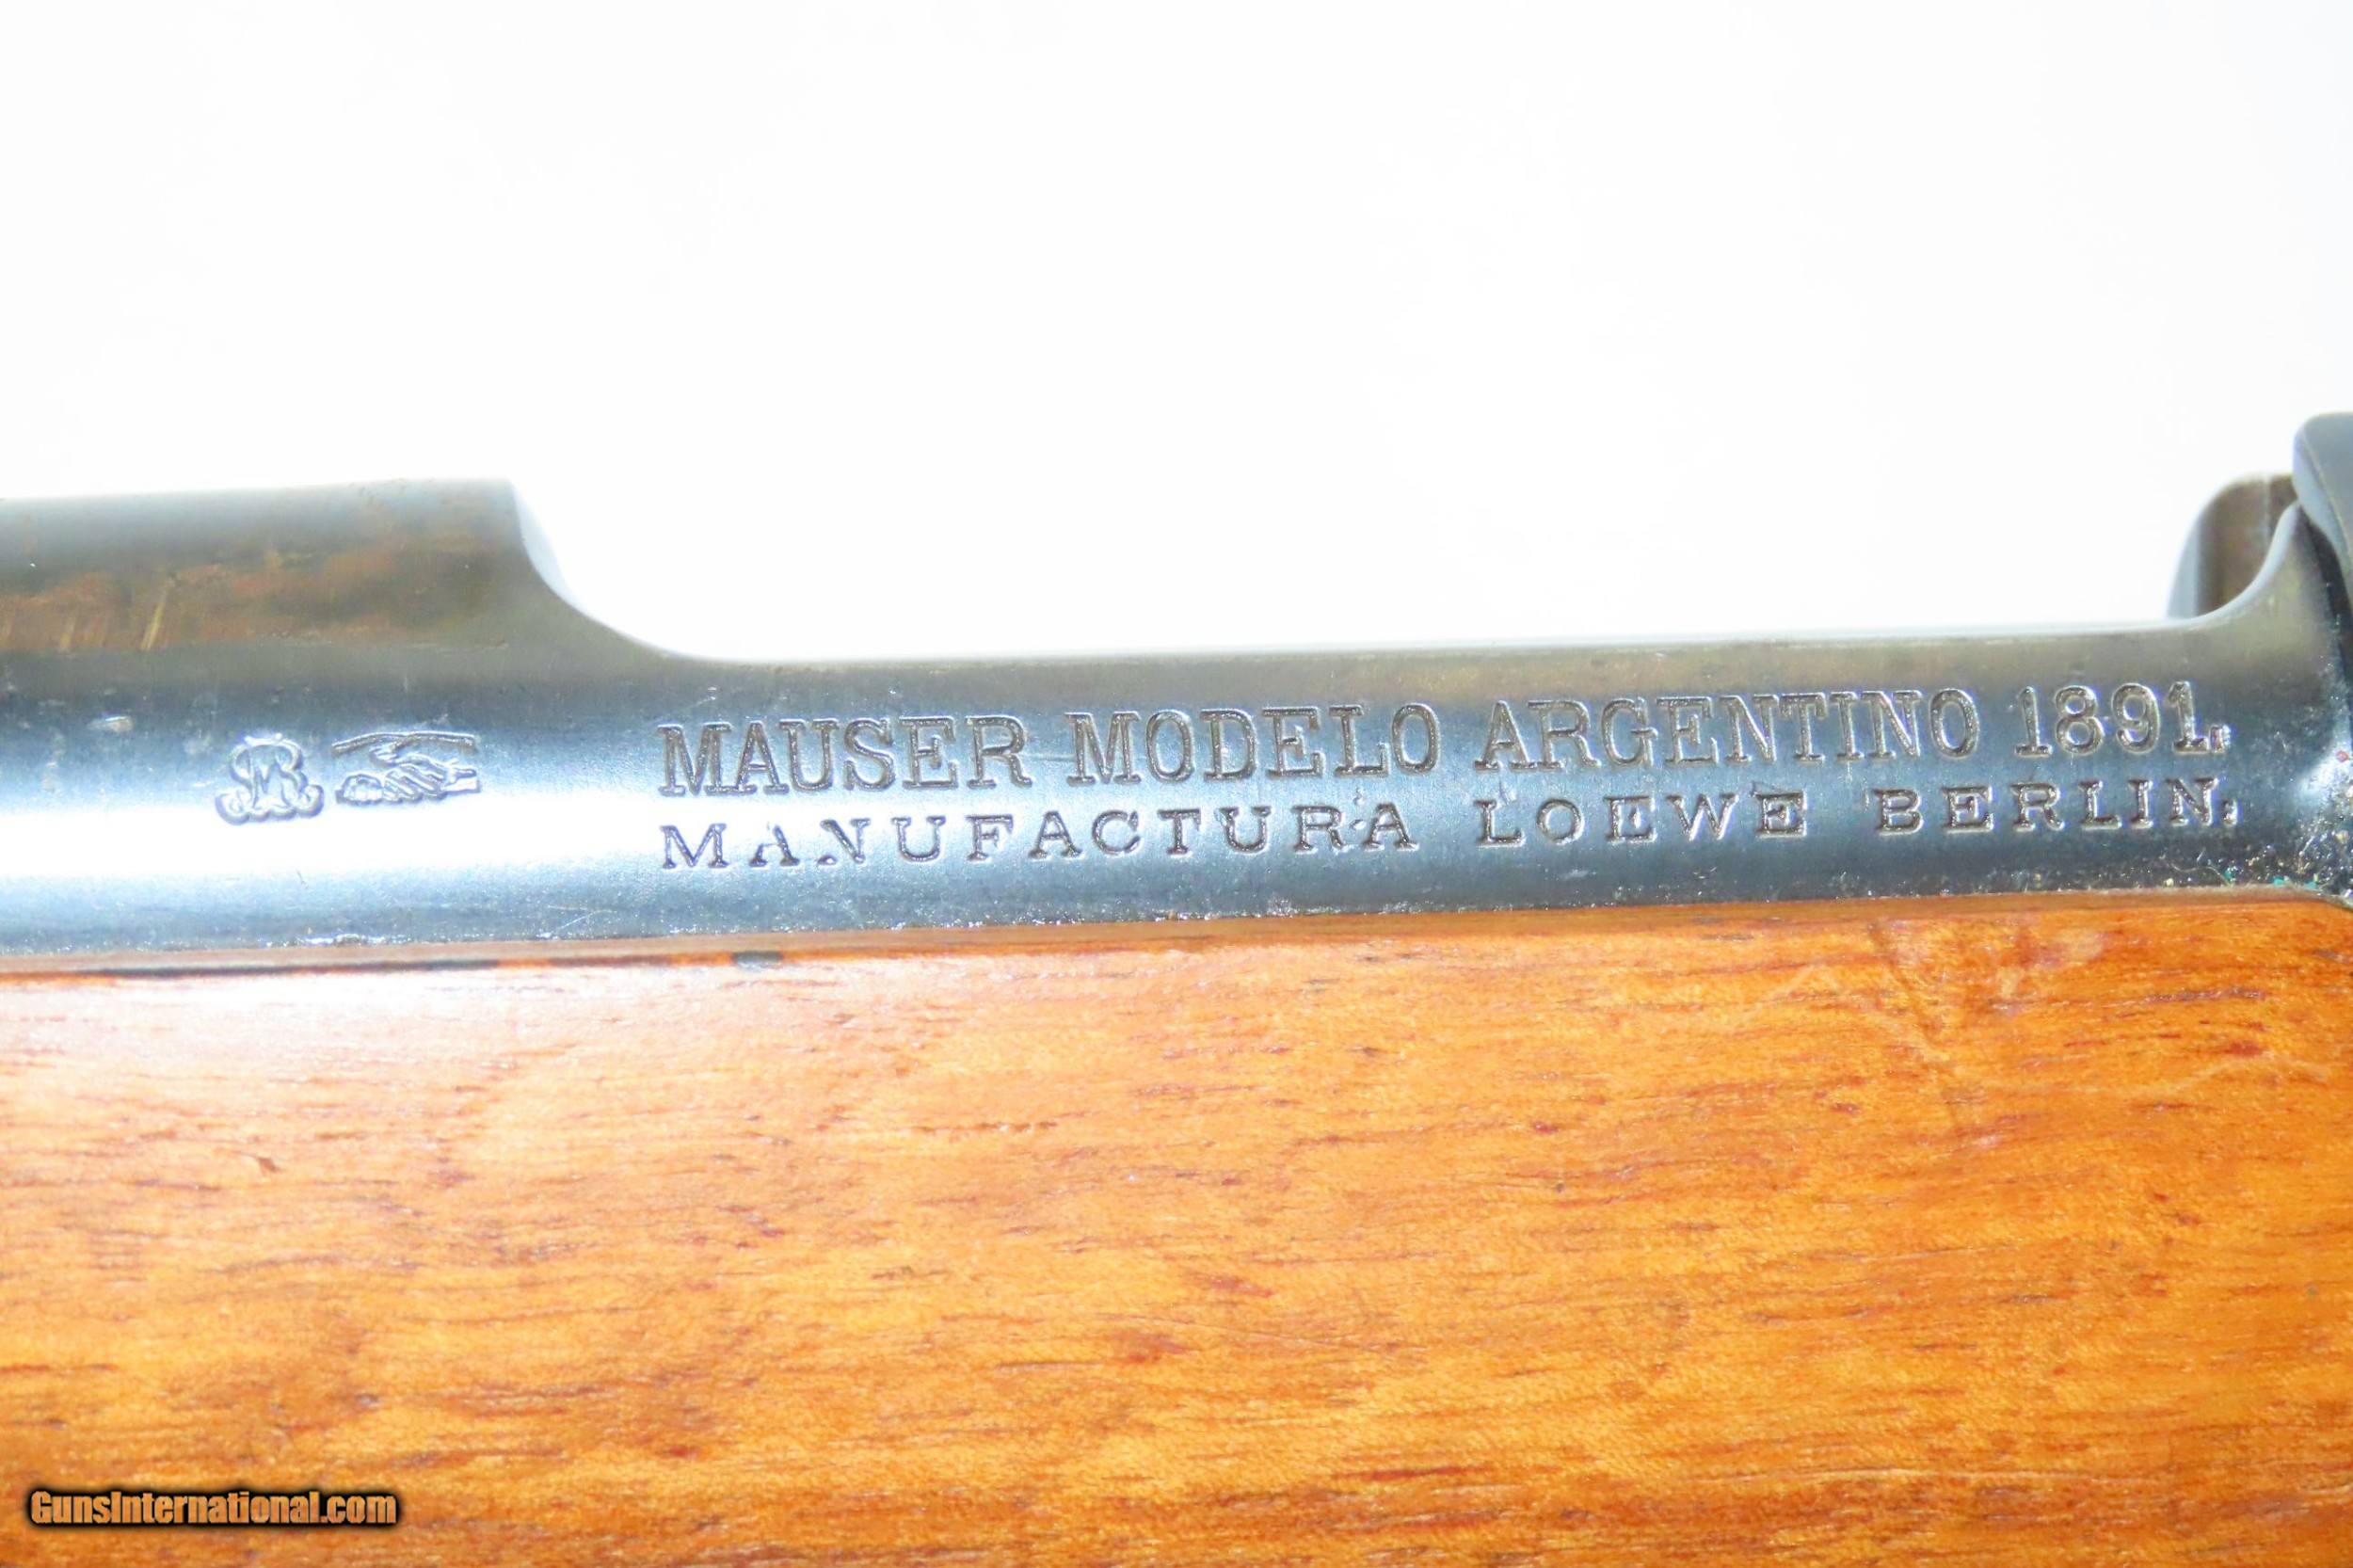 MAUSER MODELO ARGENTINO 1891.
MANUFACTURA LOEWE BERLIN.
GunsInternational.com